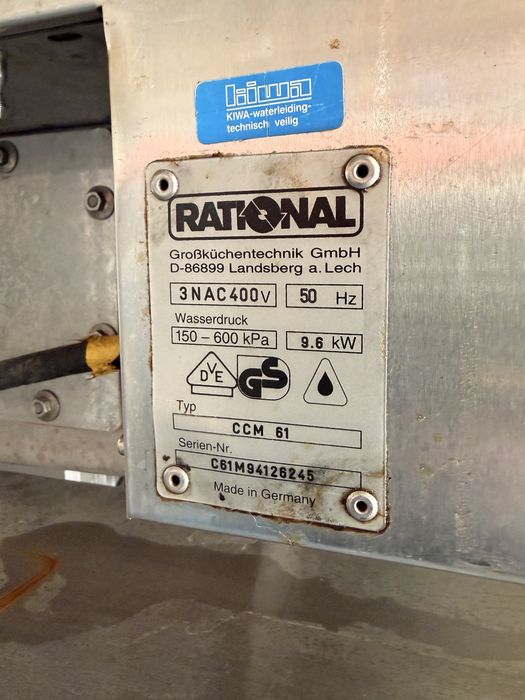 kiwa
KIWA-waterleiding-
technisch veilig
RATIONAL
Großküchentechnik GmbH
D-86899 Landsberg a. Lech
3NAC400V 50 Hz
Wasserdruck
150 – 600 kPa 9.6 kW
DVE GS
Typ
CCM 61
Serien-Nr.
C61M94126245
Made in Germany